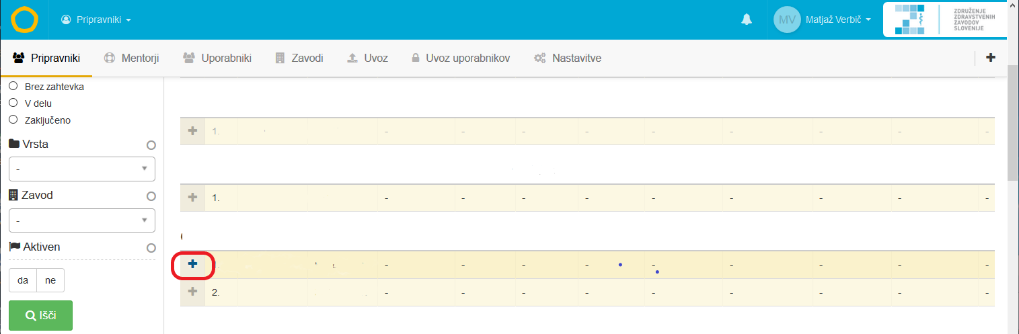 Pripravniki
MV Matjaž Verbič
ZDRUŽENJE
ZDRAVSTVENIH
ZAVODOV
SLOVENIJE
Pripravniki Mentorji Uporabniki Zavodi Uvoz Uvoz uporabnikov Nastavitve +
Brez zahtevka
V delu
Zaključeno
Vrsta
-
Zavod
-
Aktiven
da ne
Išči
+ 1 - - - - - - - -
+ 1. - - - - - - - -
+ - - - - - - - -
+ 2. - - - - - - - -